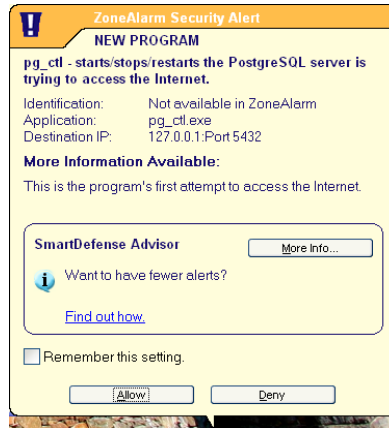 ZoneAlarm Security Alert
NEW PROGRAM
pg_ctl - starts/stops/restarts the PostgreSQL server is
trying to access the Internet.
Identification: Not available in ZoneAlarm
Application: pg_ctl.exe
Destination IP: 127.0.0.1:Port 5432
More Information Available:
This is the program's first attempt to access the Internet.
SmartDefense Advisor More Info...
Want to have fewer alerts?
Find out how.
Remember this setting.
Allow Deny